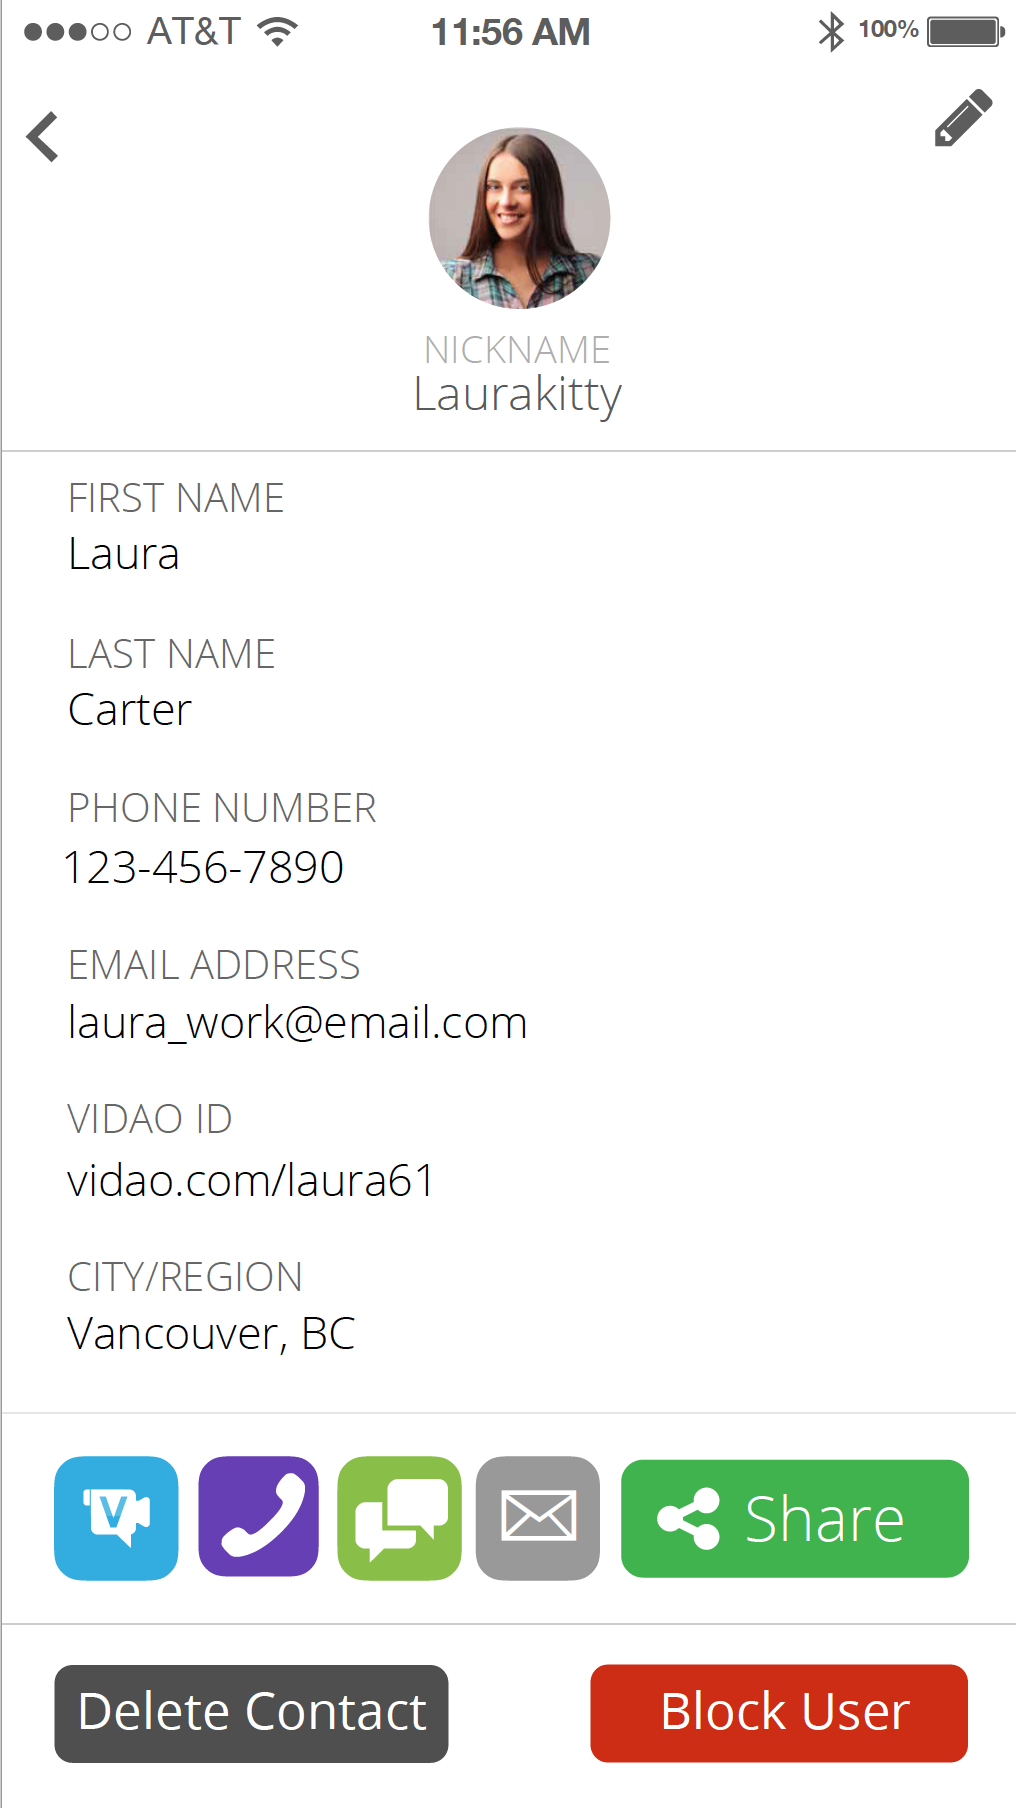 AT&T 11:56 AM 100%
NICKNAME
Laurakitty
FIRST NAME
Laura
LAST NAME
Carter
PHONE NUMBER
123-456-7890
EMAIL ADDRESS
laura_work@email.com
VIDAO ID
vidao.com/laura61
CITY/REGION
Vancouver, BC
V Share
Delete Contact Block User